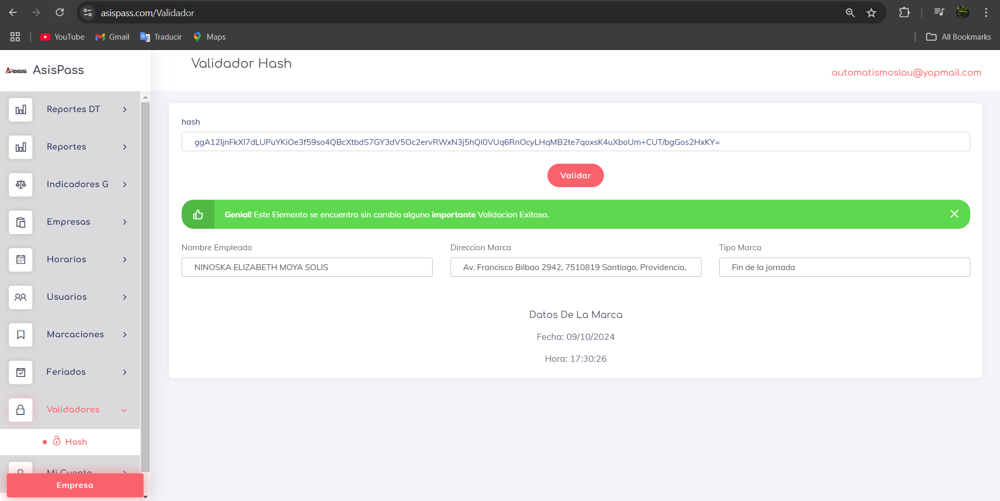 asispass.com/Validador
YouTube
Gmail
Traducir
Maps
All Bookmarks
APASS
AsisPass
Validador Hash
automatismoslau@yopmail.com
Reportes DT
Reportes
Indicadores G
Empresas
Horarios
Usuarios
Marcaciones
Feriados
Validadores
Hash
Mi Cuenta
Empresa
hash
ggA12IjnFkXl7dLUPuYKiOe3f59so4QBcXtbdS7GY3dV5Oc2ervRWxN3j5hQI0VUq6RnOcyLHqMB2te7qoxsK4uXboUm+CUT/bgGos2HxKY=
Validar
Genial! Este Elemento se encuentra sin cambio alguno importante Validacion Exitosa.
Nombre Empleado
NINOSKA ELIZABETH MOYA SOLIS
Direccion Marca
Av. Francisco Bilbao 2942, 7510819 Santiago, Providencia,
Tipo Marca
Fin de la jornada
Datos De La Marca
Fecha: 09/10/2024
Hora: 17:30:26